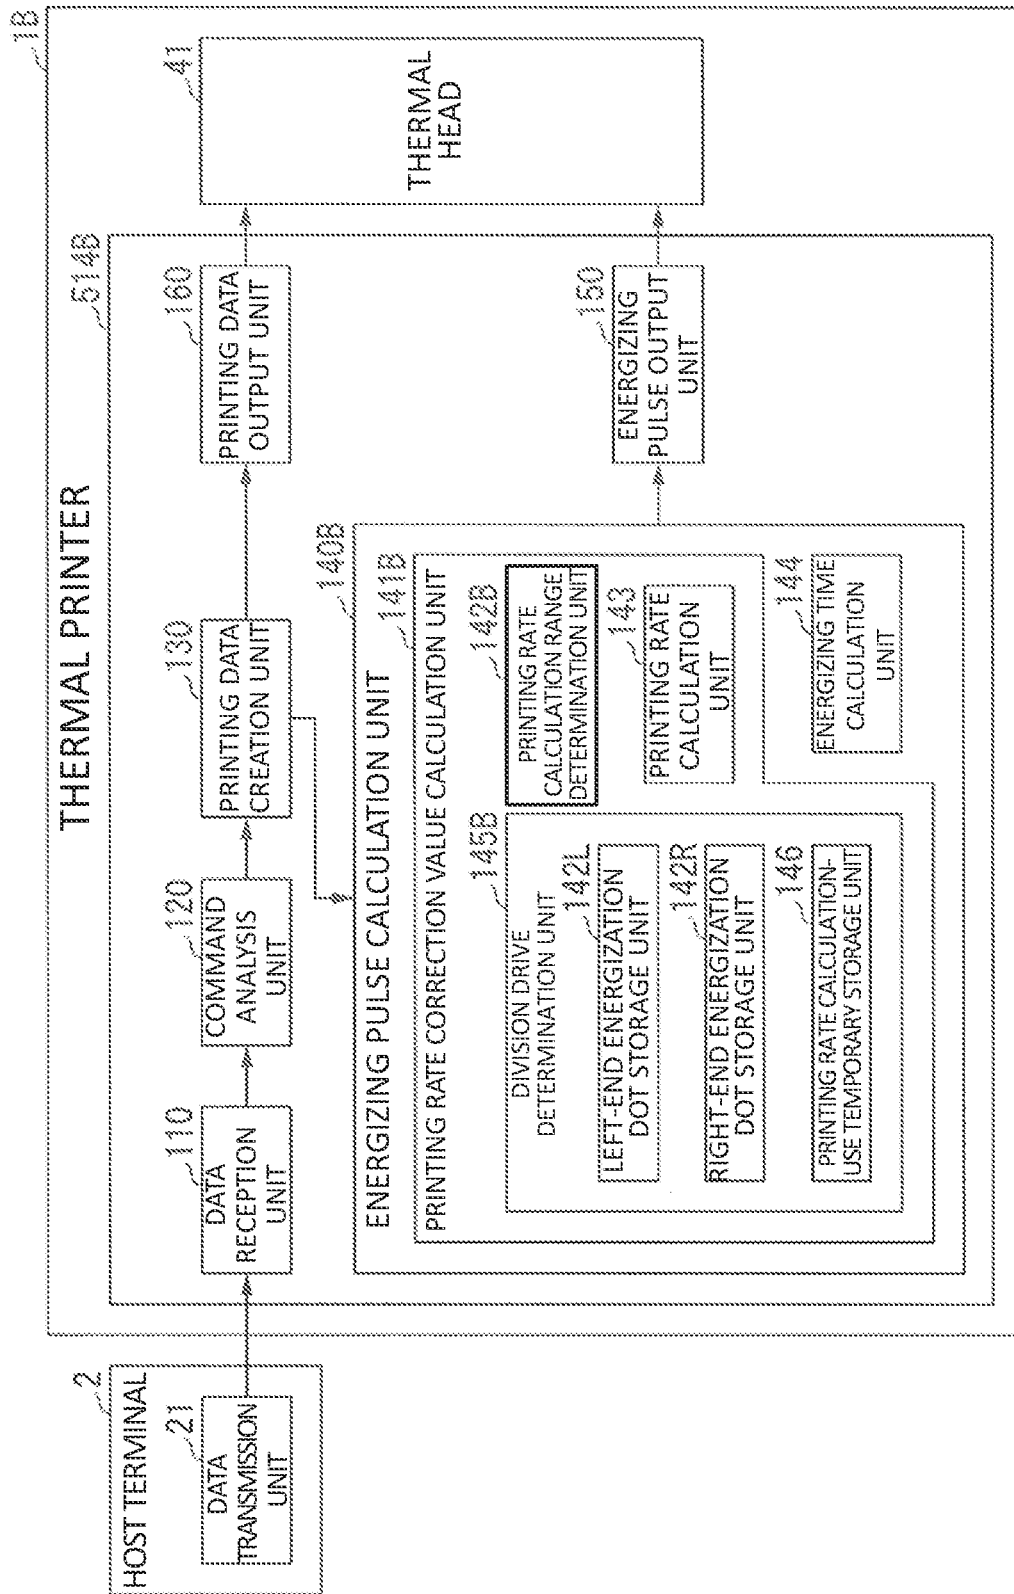 1B
THERMAL PRINTER
514B
2
HOST TERMINAL
21
DATA
TRANSMISSION
UNIT
110
DATA
RECEPTION
UNIT
120
COMMAND
ANALYSIS
UNIT
130
PRINTING DATA
CREATION UNIT
160
PRINTING DATA
OUTPUT UNIT
41
THERMAL
HEAD
140B
ENERGIZING PULSE CALCULATION UNIT
141B
PRINTING RATE CORRECTION VALUE CALCULATION UNIT
145B
DIVISION DRIVE
DETERMINATION UNIT
142L
LEFT-END ENERGIZATION
DOT STORAGE UNIT
142R
RIGHT-END ENERGIZATION
DOT STORAGE UNIT
146
PRINTING RATE CALCULATION-
USE TEMPORARY STORAGE UNIT
142B
PRINTING RATE
CALCULATION RANGE
DETERMINATION UNIT
143
PRINTING RATE
CALCULATION
UNIT
144
ENERGIZING TIME
CALCULATION
UNIT
150
ENERGIZING
PULSE OUTPUT
UNIT